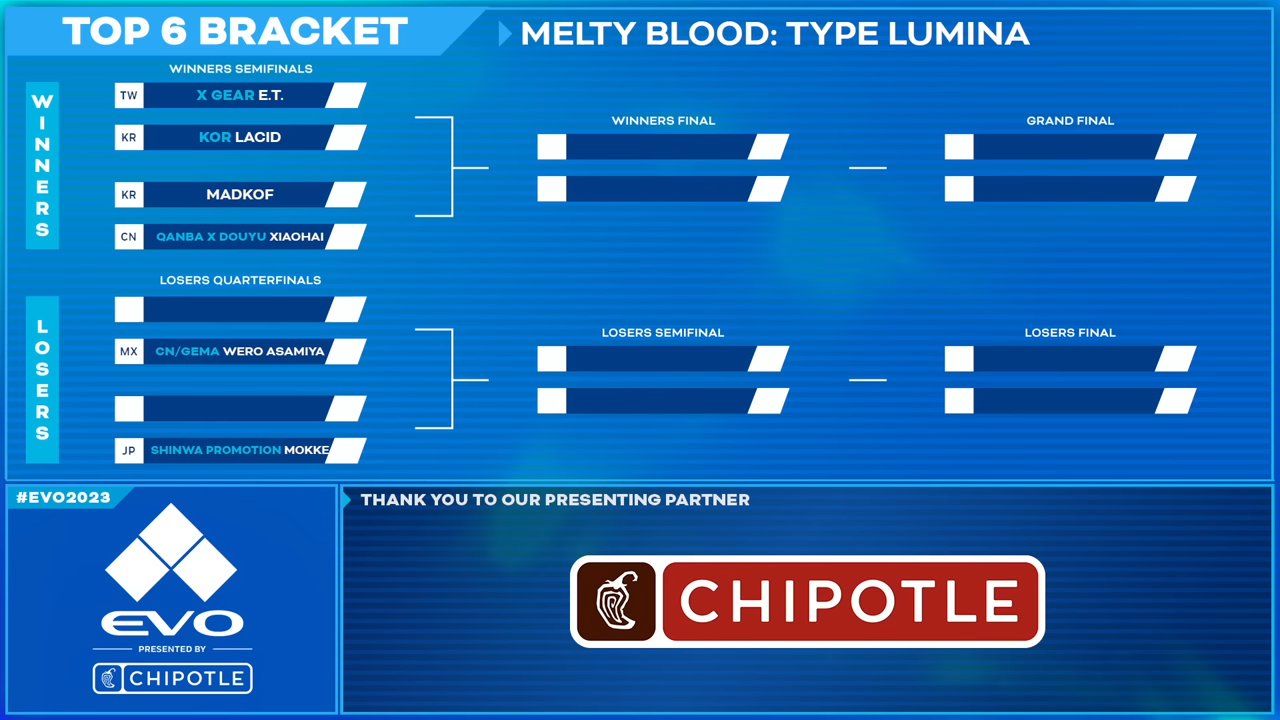 TOP 6 BRACKET
MELTY BLOOD: TYPE LUMINA
WINNERS
WINNERS SEMIFINALS
TW X GEAR E.T.
KR KOR LACID
KR MADKOF
CN QANBA X DOUYU XIAOHAI
WINNERS FINAL
GRAND FINAL
LOSERS
LOSERS QUARTERFINALS
MX CN/GEMA WERO ASAMIYA
JP SHINWA PROMOTION MOKKE
LOSERS SEMIFINAL
LOSERS FINAL
#EVO2023
EVO
PRESENTED BY
CHIPOTLE
THANK YOU TO OUR PRESENTING PARTNER
CHIPOTLE